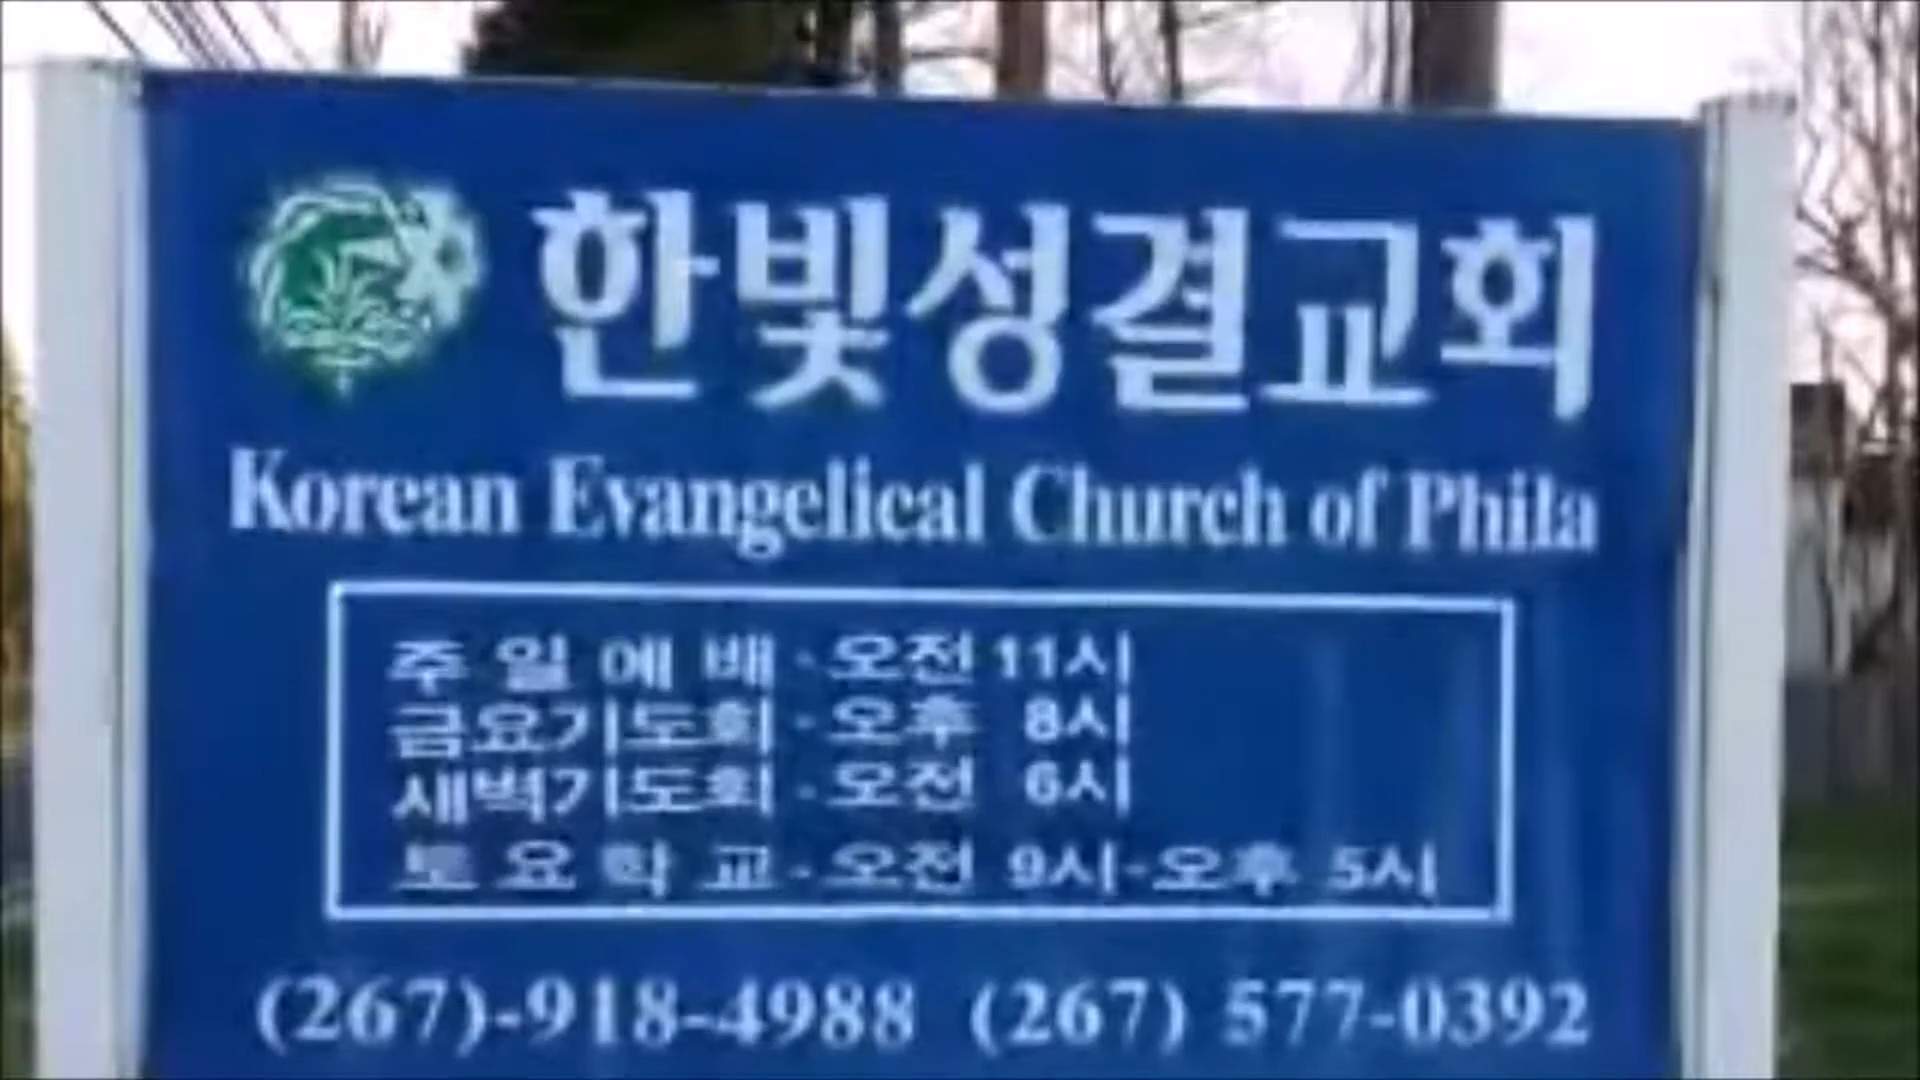 한빛성결교회
Korean Evangelical Church of Phila
주 일 예 배 - 오전 11시
금요기도회 - 오후 8시
새벽기도회 - 오전 6시
토 요 학 교 - 오전 9시-오후 5시
(267)-918-4988 (267) 577-0392